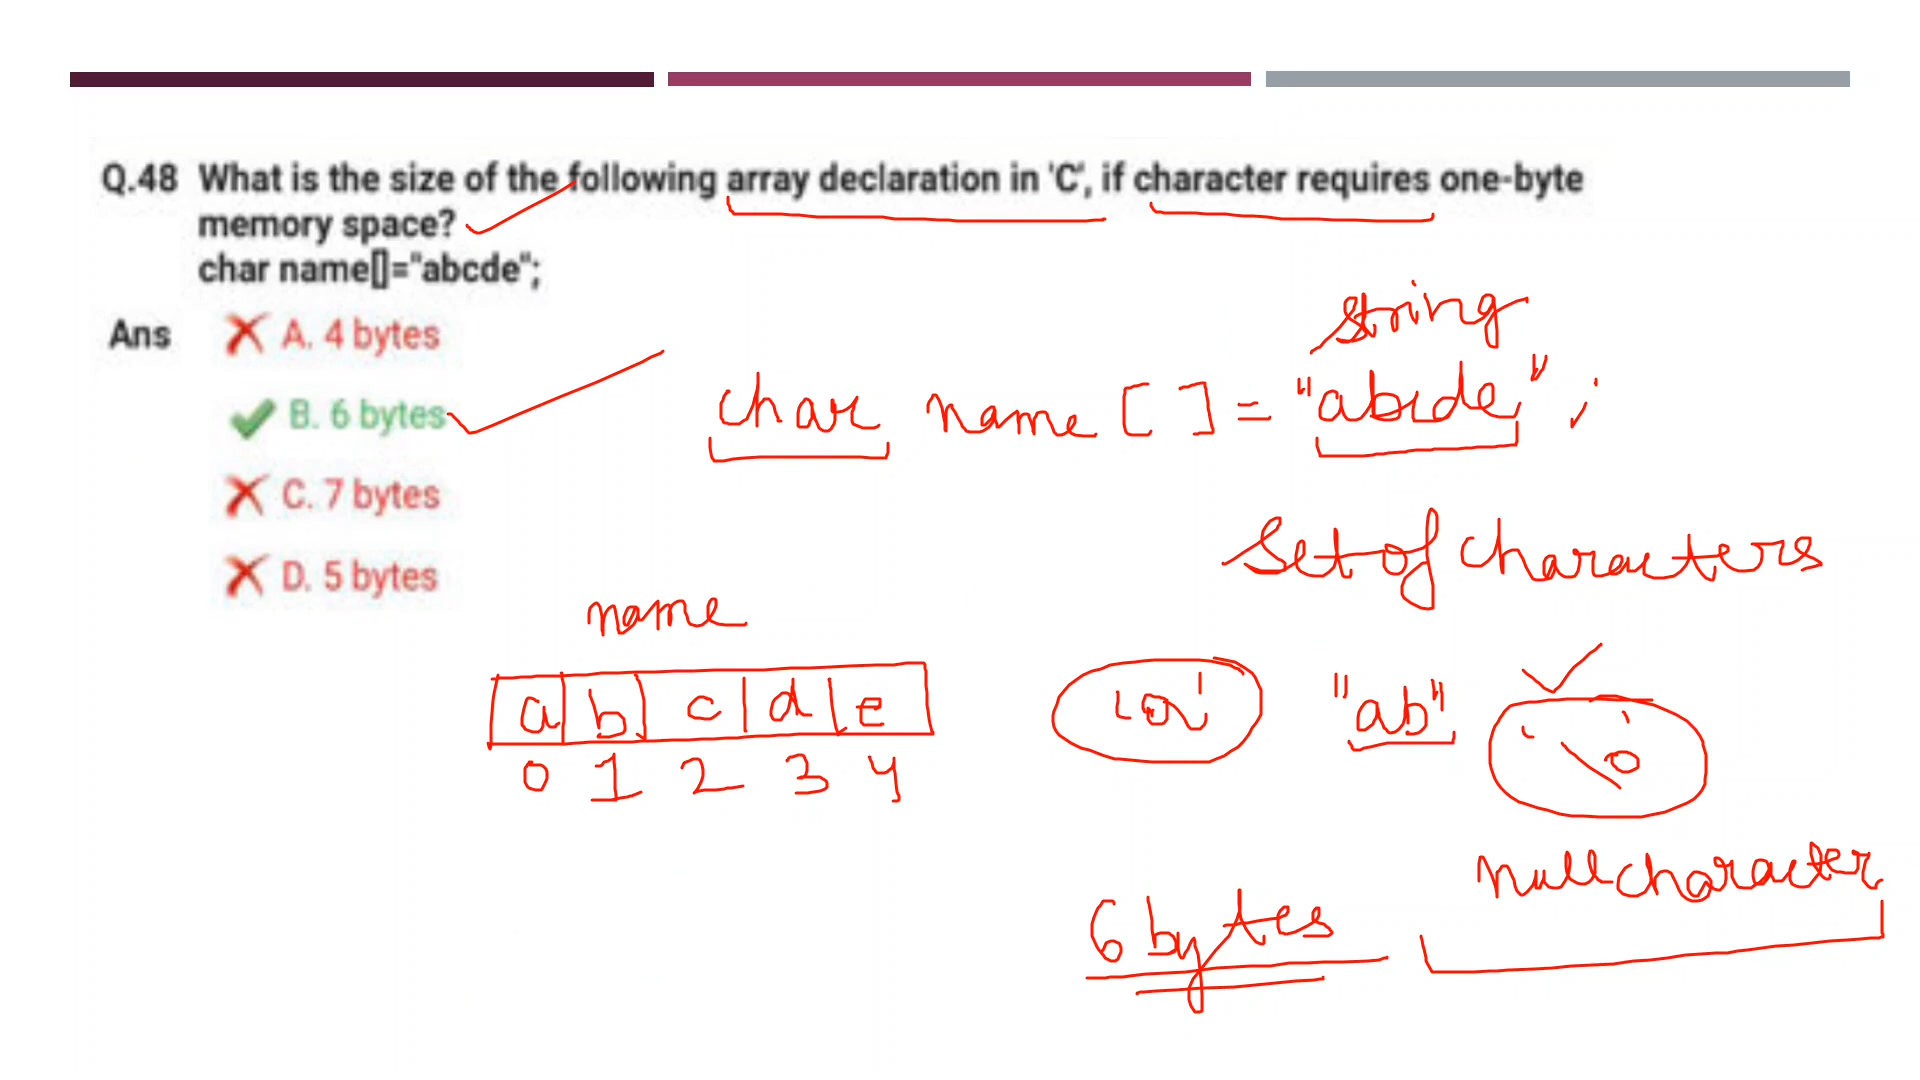 Q.48 What is the size of the following array declaration in 'C', if character requires one-byte
memory space?
char name[]="abcde";
Ans A. 4 bytes
B. 6 bytes
C. 7 bytes
D. 5 bytes
string
char name [ ] = "abcde" ;
Set of characters
name
a b c d e
0 1 2 3 4
'a' "ab" '\0'
null character
6 bytes